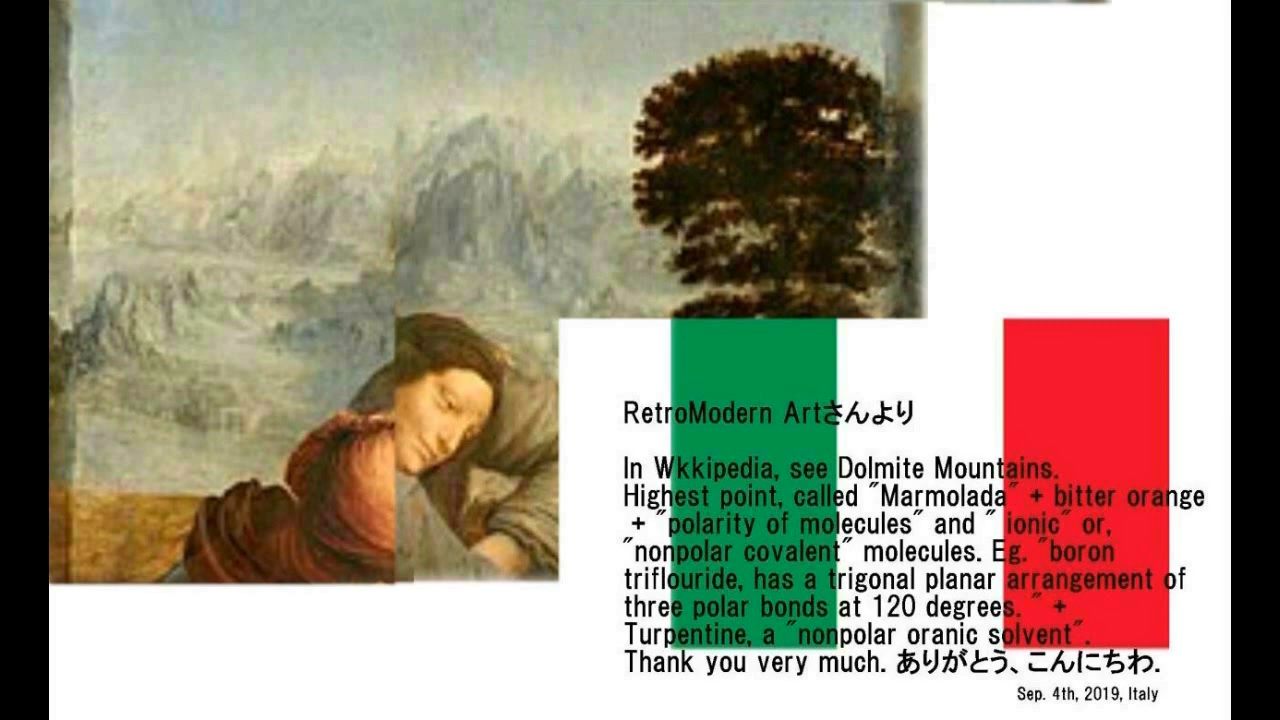 RetroModern Artさんより
In Wkkipedia, see Dolmite Mountains.
Highest point, called "Marmolada" + bitter orange
+ "polarity of molecules" and " ionic" or,
"nonpolar covalent" molecules. Eg. "boron
triflouride, has a trigonal planar arrangement of
three polar bonds at 120 degrees. " +
Turpentine, a "nonpolar oranic solvent".
Thank you very much. ありがとう、こんにちわ.
Sep. 4th, 2019, Italy